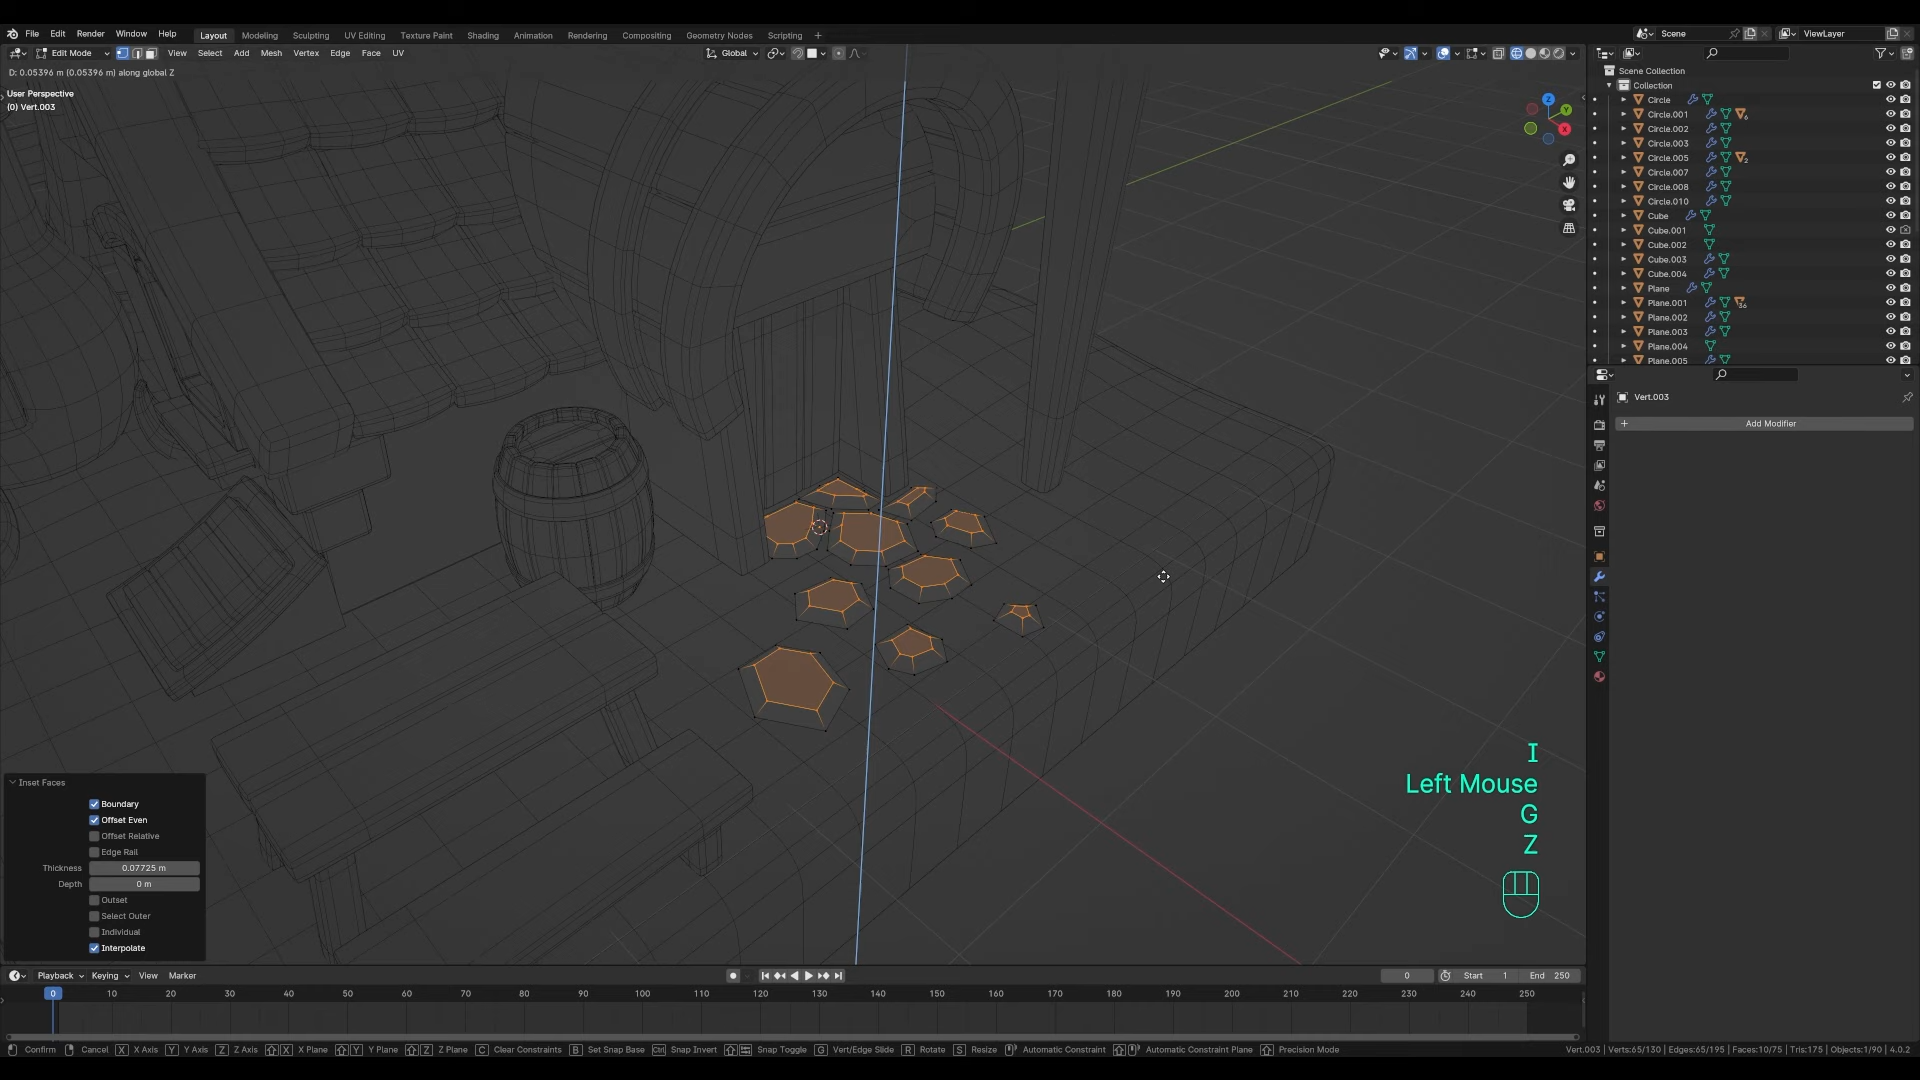 File Edit Render Window Help Layout Modeling Sculpting UV Editing Texture Paint Shading Animation Rendering Compositing Geometry Nodes Scripting + Scene ViewLayer
Edit Mode View Select Add Mesh Vertex Edge Face UV Global
D: 0.05396 m (0.05396 m) along global Z
User Perspective
(0) Vert.003
Z
Y
X
Scene Collection
Collection
Circle
Circle.001 6
Circle.002
Circle.003
Circle.005 2
Circle.007
Circle.008
Circle.010
Cube
Cube.001
Cube.002
Cube.003
Cube.004
Plane
Plane.001 36
Plane.002
Plane.003
Plane.004
Plane.005
Vert.003
+ Add Modifier
I
Left Mouse
G
Z
Inset Faces
Boundary
Offset Even
Offset Relative
Edge Rail
Thickness 0.07725 m
Depth 0 m
Outset
Select Outer
Individual
Interpolate
Playback Keying View Marker 0 Start 1 End 250
0 10 20 30 40 50 60 70 80 90 100 110 120 130 140 150 160 170 180 190 200 210 220 230 240 250
Confirm Cancel X X Axis Y Y Axis Z Z Axis X X Plane Y Y Plane Z Z Plane C Clear Constraints B Set Snap Base Ctrl Snap Invert Snap Toggle G Vert/Edge Slide R Rotate S Resize Automatic Constraint Automatic Constraint Plane Precision Mode Vert.003 | Verts:65/130 | Edges:65/195 | Faces:10/75 | Tris:175 | Objects:1/90 | 4.0.2